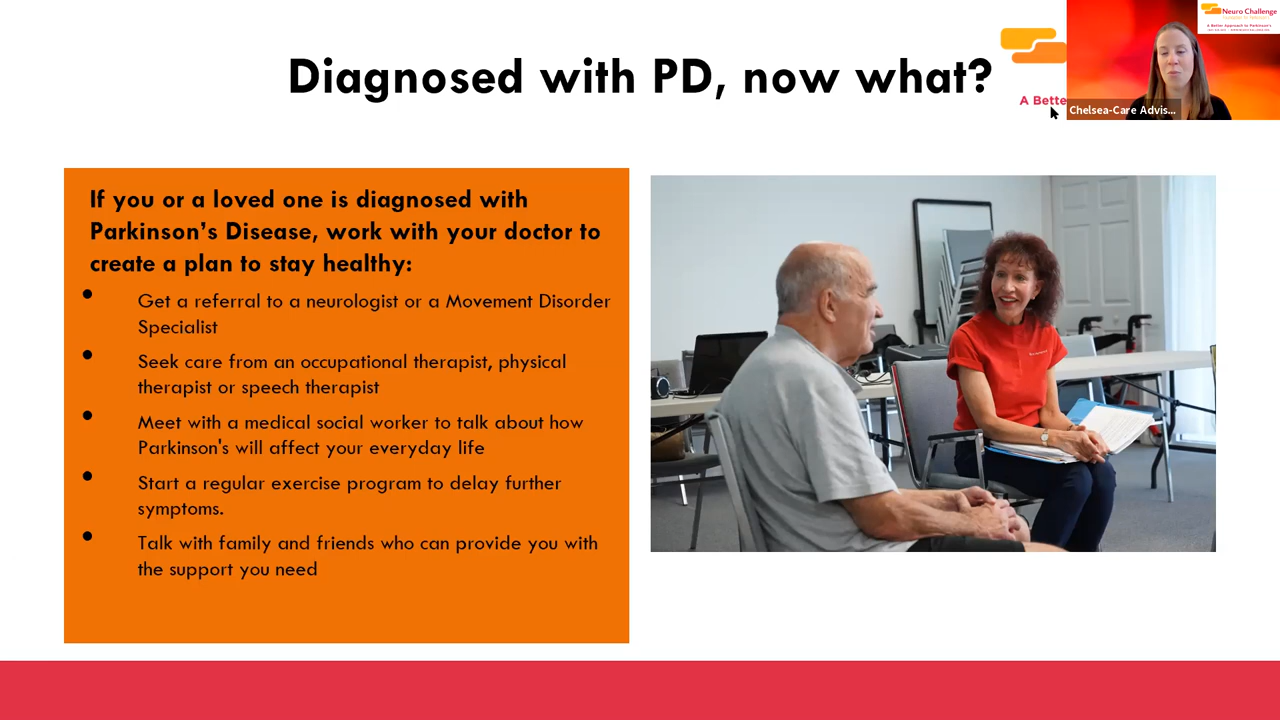 Diagnosed with PD, now what?
A Bette
Neuro Challenge
Chelsea-Care Advis...
If you or a loved one is diagnosed with
Parkinson’s Disease, work with your doctor to
create a plan to stay healthy:
• Get a referral to a neurologist or a Movement Disorder
Specialist
• Seek care from an occupational therapist, physical
therapist or speech therapist
• Meet with a medical social worker to talk about how
Parkinson's will affect your everyday life
• Start a regular exercise program to delay further
symptoms.
• Talk with family and friends who can provide you with
the support you need